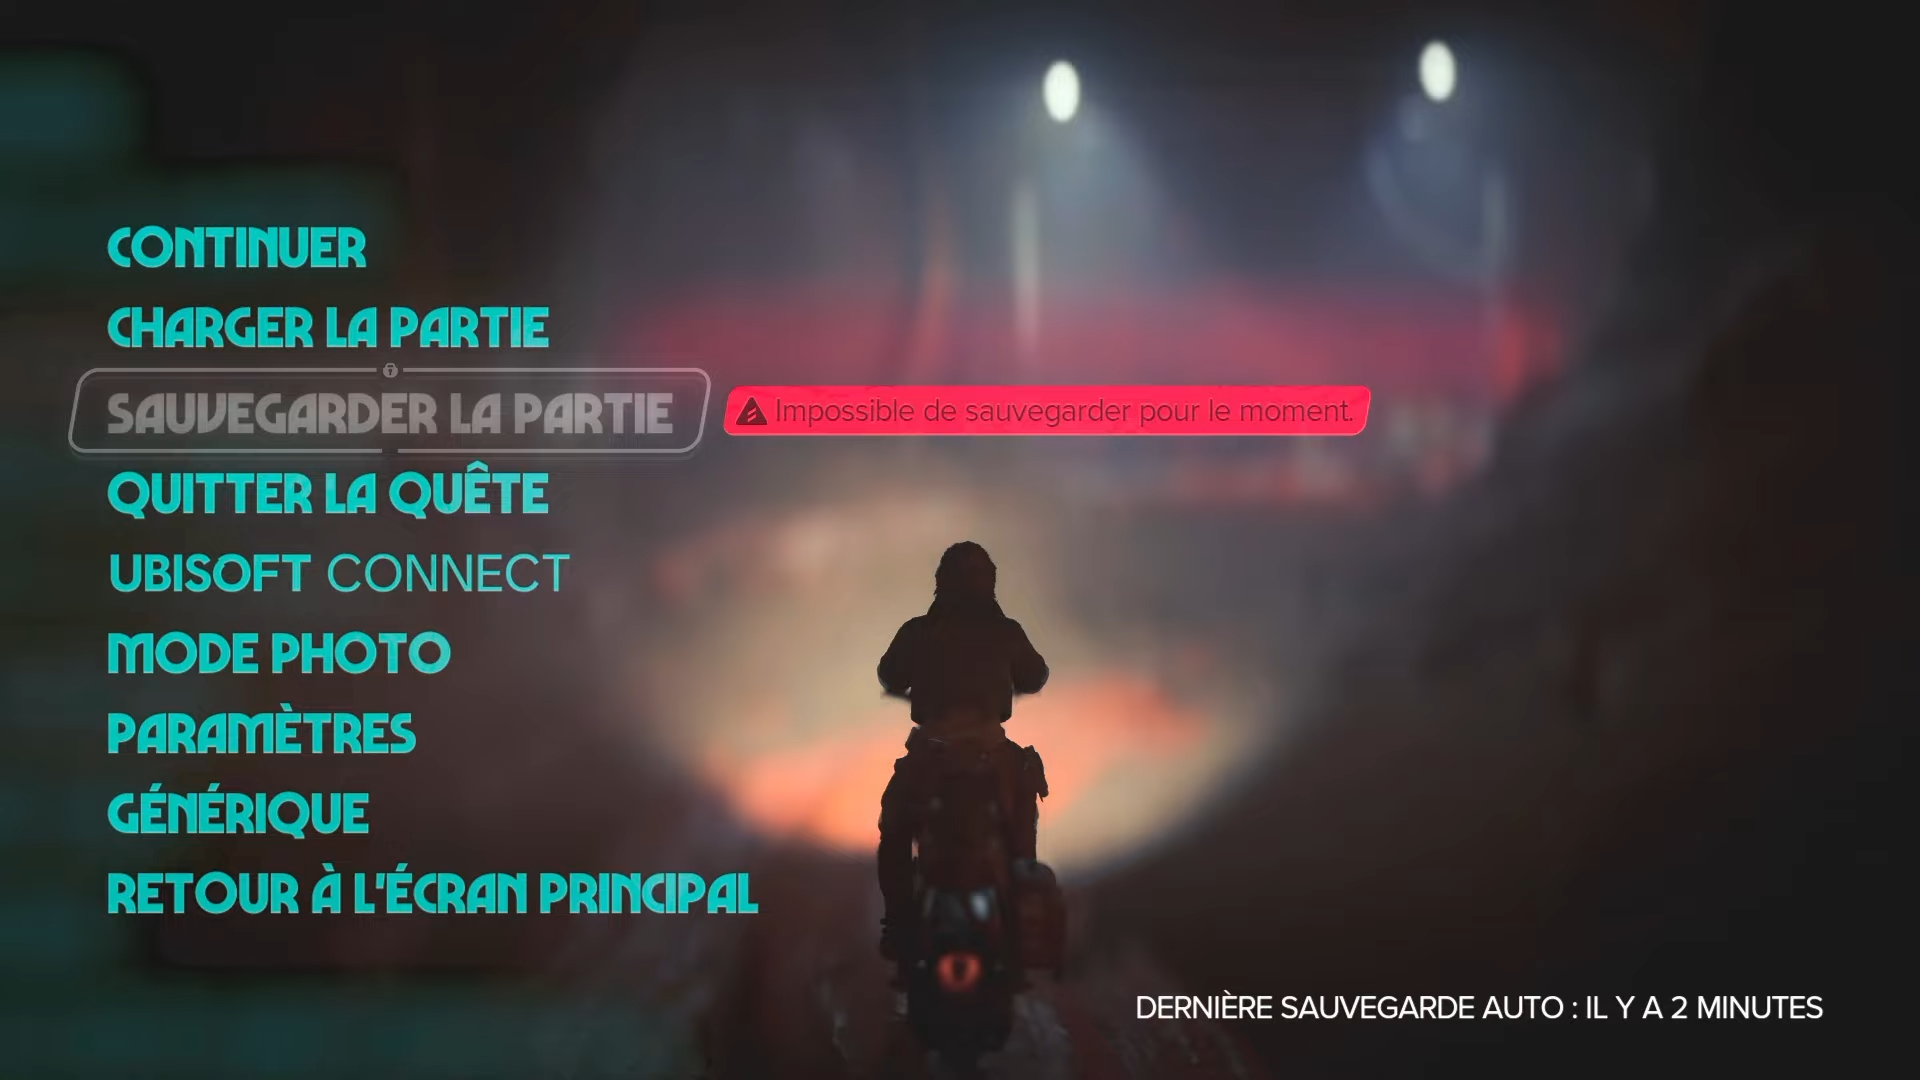 CONTINUER
CHARGER LA PARTIE
SAUVEGARDER LA PARTIE
Impossible de sauvegarder pour le moment.
QUITTER LA QUÊTE
UBISOFT CONNECT
MODE PHOTO
PARAMÈTRES
GÉNÉRIQUE
RETOUR À L'ÉCRAN PRINCIPAL
DERNIÈRE SAUVEGARDE AUTO : IL Y A 2 MINUTES